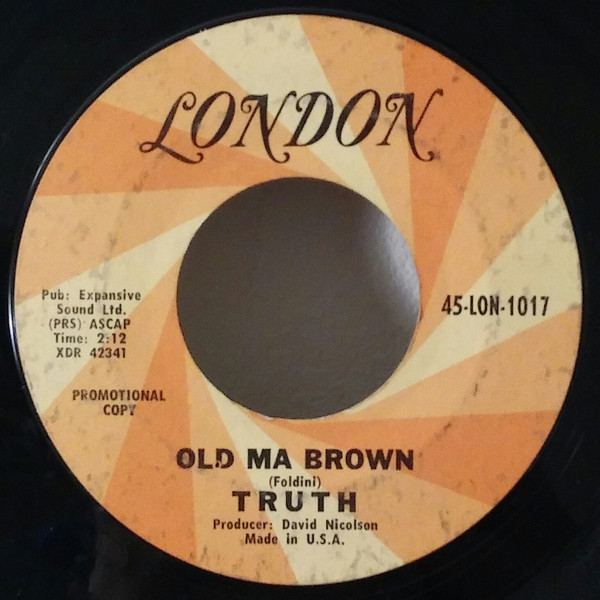 LONDON
Pub: Expansive
Sound Ltd.
(PRS) ASCAP
Time: 2:12
XDR 42341
45-LON-1017
PROMOTIONAL
COPY
OLD MA BROWN
(Foldini)
TRUTH
Producer: David Nicolson
Made in U.S.A.